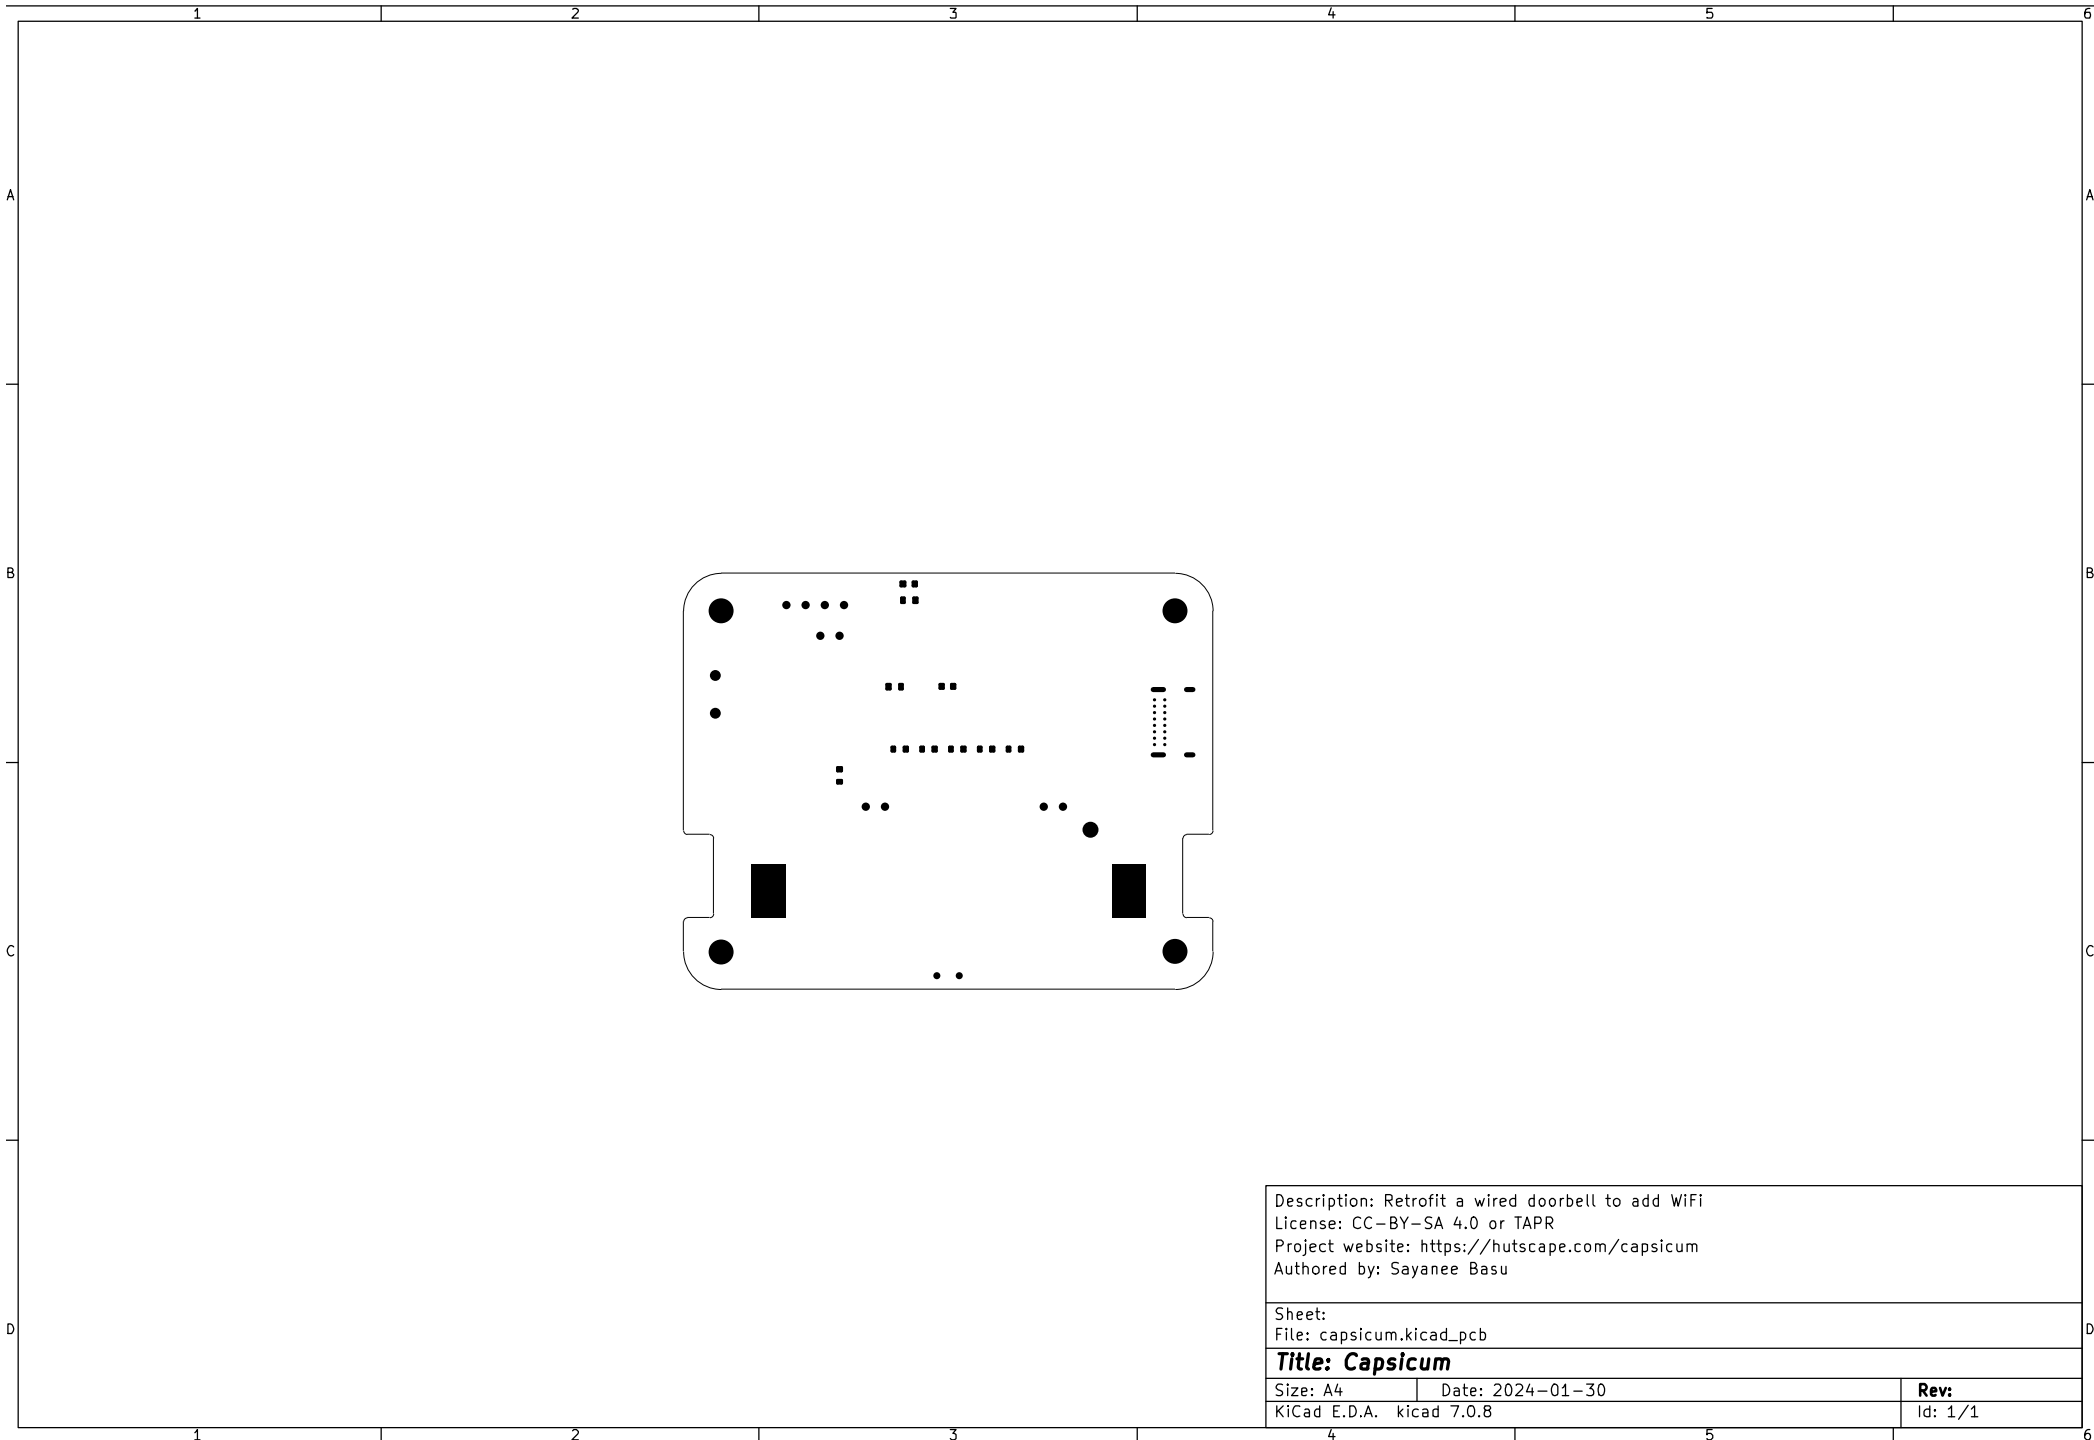 1 2 3 4 5 6
A A
B B
C C
Description: Retrofit a wired doorbell to add WiFi
License: CC-BY-SA 4.0 or TAPR
Project website: https://hutscape.com/capsicum
Authored by: Sayanee Basu
Sheet:
File: capsicum.kicad_pcb
D D
Title: Capsicum
Size: A4 Date: 2024-01-30 Rev:
KiCad E.D.A. kicad 7.0.8 Id: 1/1
1 2 3 4 5 6